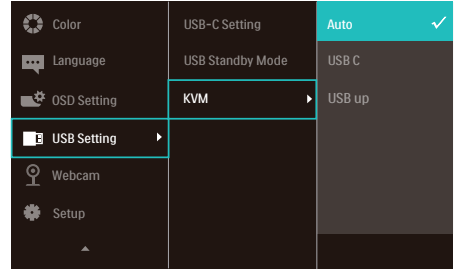 Color
Language
OSD Setting
USB Setting
Webcam
Setup
USB-C Setting
USB Standby Mode
KVM
Auto
USB C
USB up